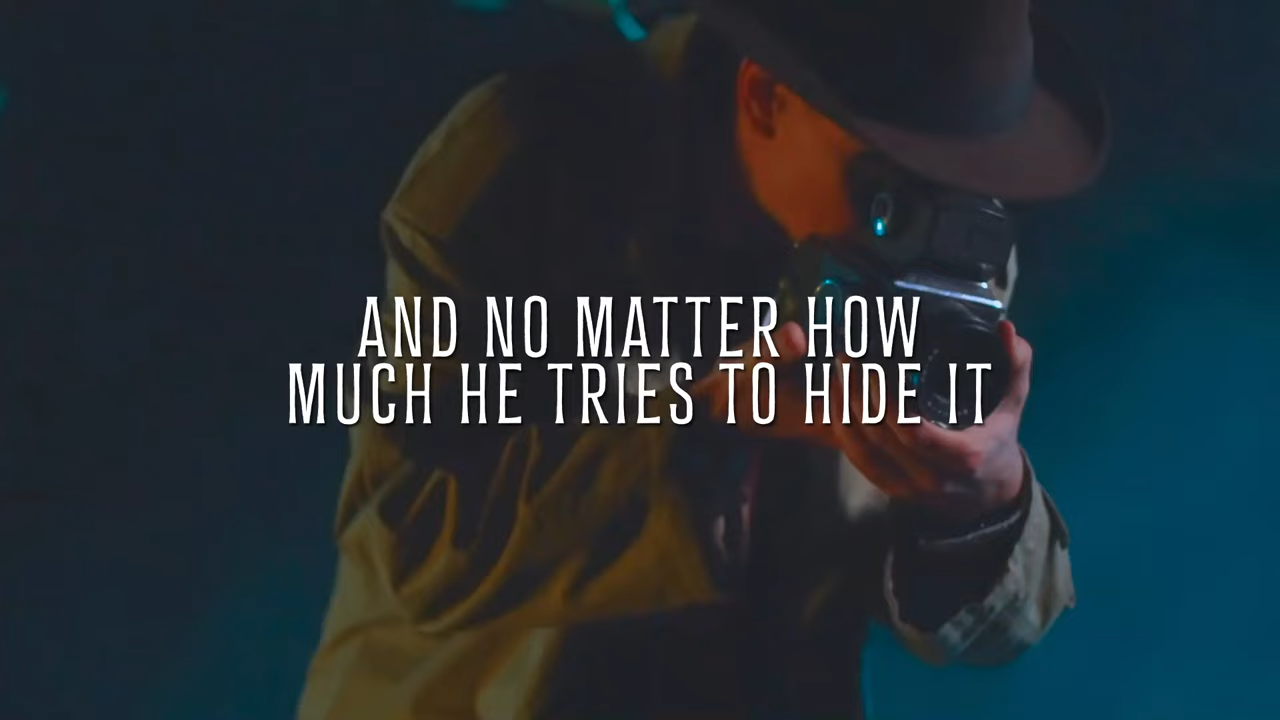 AND NO MATTER HOW
MUCH HE TRIES TO HIDE IT